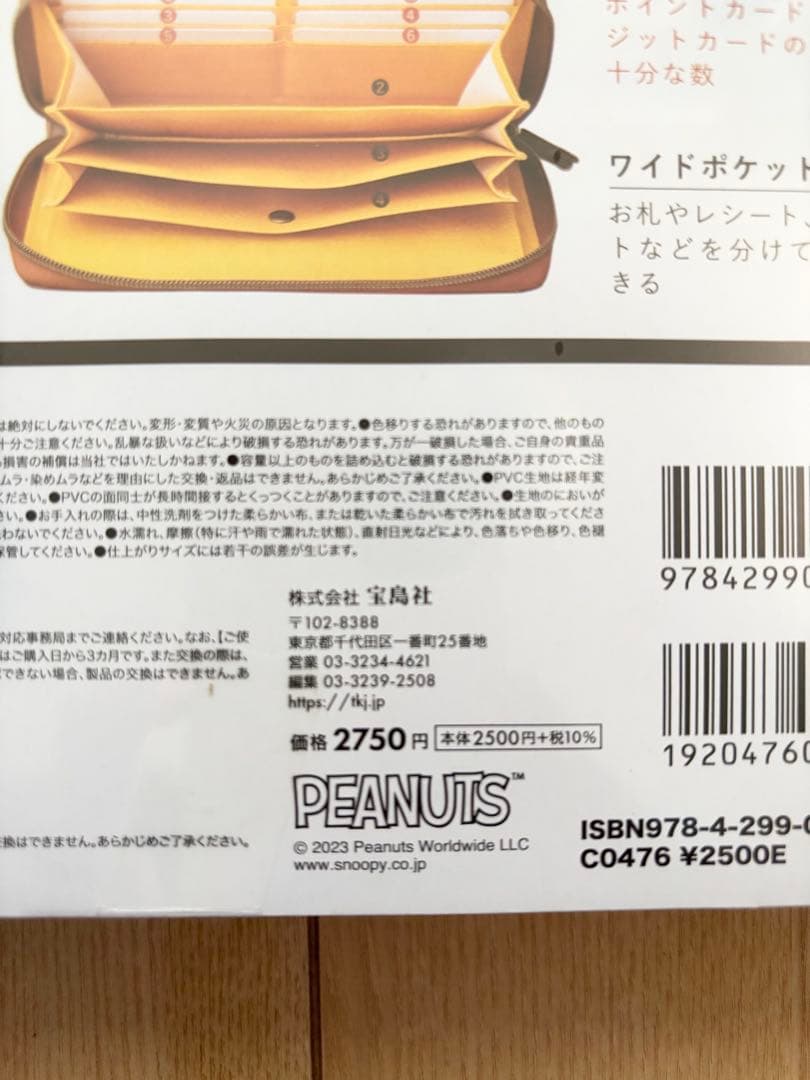 ポイントカード
ジットカードの
十分な数
③ ④
⑤ ⑥
②
③
④
ワイドポケット
お札やレシート、
トなどを分けて
きる
は絶対にしないでください。変形・変質や火災の原因となります。●色移りする恐れがありますので、他のもの
十分ご注意ください。乱暴な扱いなどにより破損する恐れがあります。万が一破損した場合、ご自身の貴重品
損害の補償は当社ではいたしかねます。●容量以上のものを詰め込むと破損する恐れがありますので、ご注
ムラ・染めムラなどを理由にした交換・返品はできません。あらかじめご了承ください。●PVC生地は経年変
ください。●PVCの面同士が長時間接するとくっつくことがありますので、ご注意ください。●生地のにおいが
さい。●お手入れの際は、中性洗剤をつけた柔らかい布、または乾いた柔らかい布で汚れを拭き取ってくださ
わないでください。●水濡れ、摩擦（特に汗や雨で濡れた状態）、直射日光などにより、色落ちや色移り、色褪
保管してください。●仕上がりサイズには若干の誤差が生じます。
97842990
株式会社 宝島社
〒102-8388
対応事務局までご連絡ください。なお、【ご使
東京都千代田区一番町25番地
はご購入日から3カ月です。また交換の際は、
営業 03-3234-4621
できない場合、製品の交換はできません。あ
編集 03-3239-2508
https://tkj.jp
価格 2750円 本体2500円+税10%
19204760
PEANUTS™
ISBN978-4-299-0
交換はできません。あらかじめご了承ください。
© 2023 Peanuts Worldwide LLC
C0476 ¥2500E
www.snoopy.co.jp